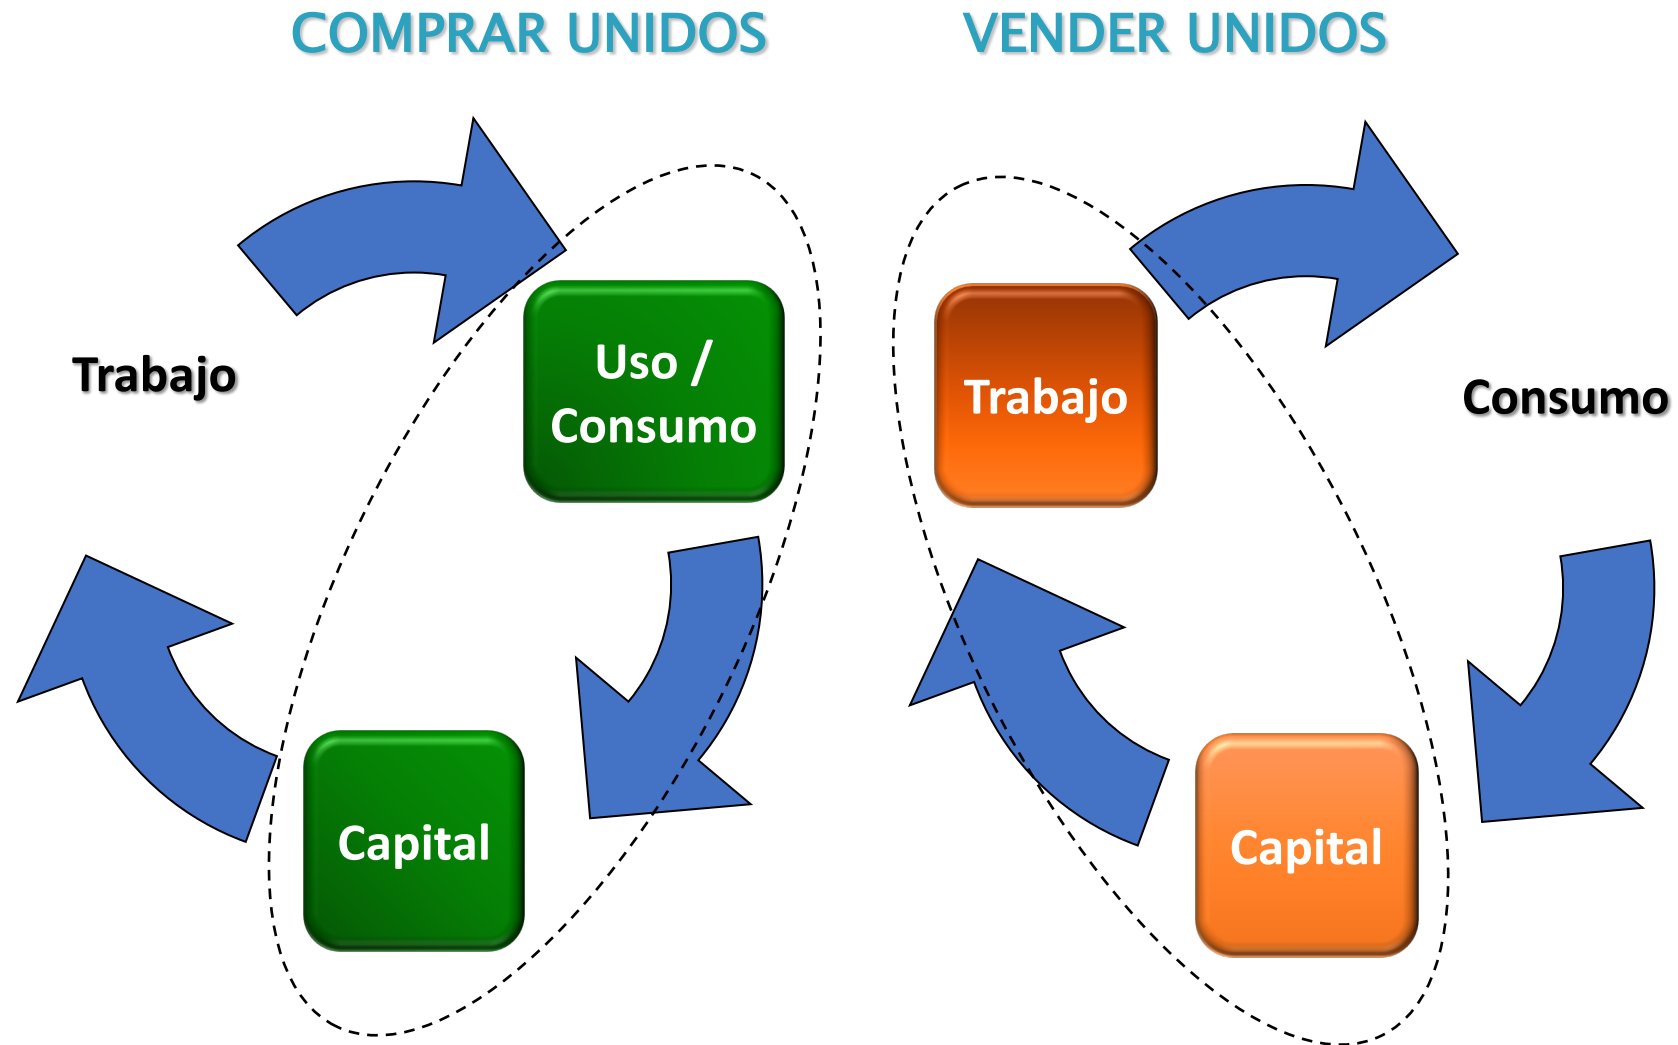 COMPRAR UNIDOS
VENDER UNIDOS
Trabajo
Uso /
Consumo
Capital
Trabajo
Consumo
Capital